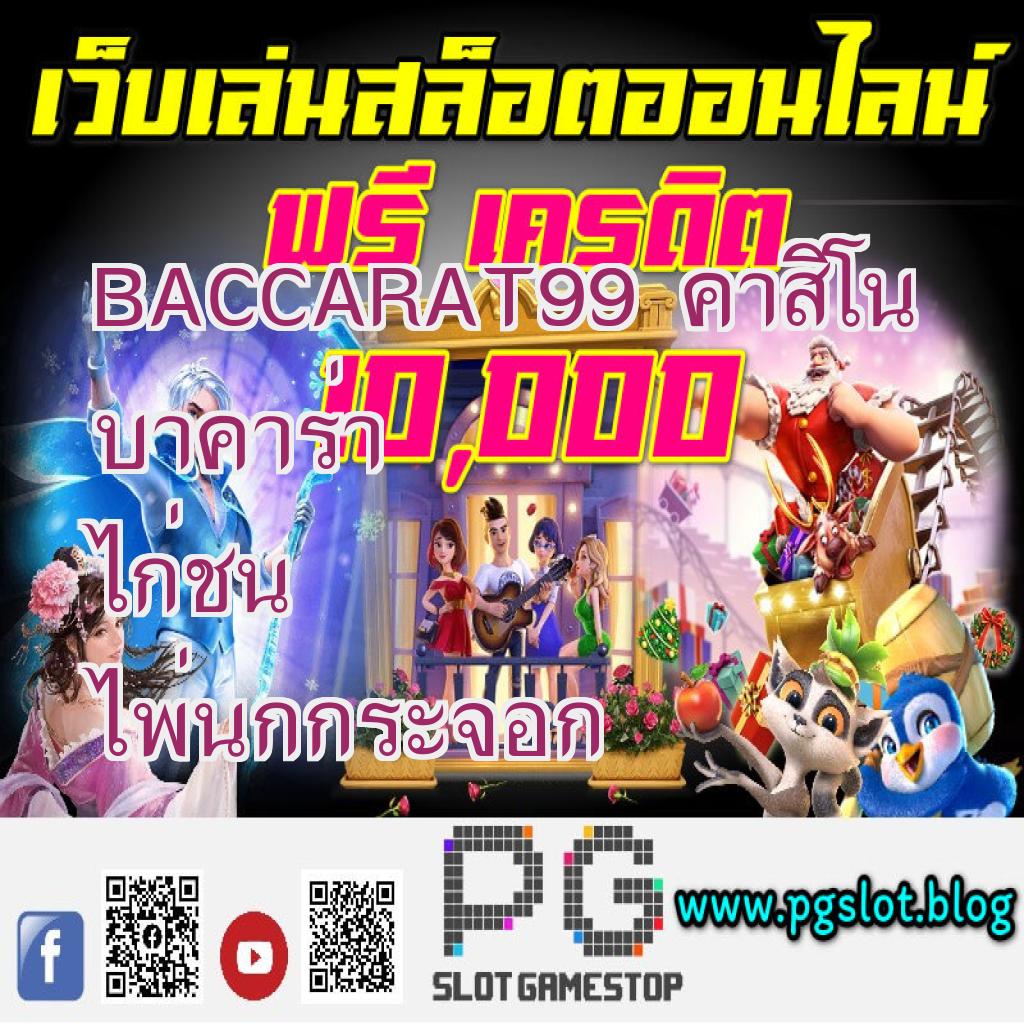 เว็บเล่นสล็อตออนไลน์
ฟรี เครดิต
BACCARAT99 คาสิโน
10,000
บาคาร่า
ไก่ชน
ไพ่นกกระจอก
PG
SLOT GAMESTOP
www.pgslot.blog